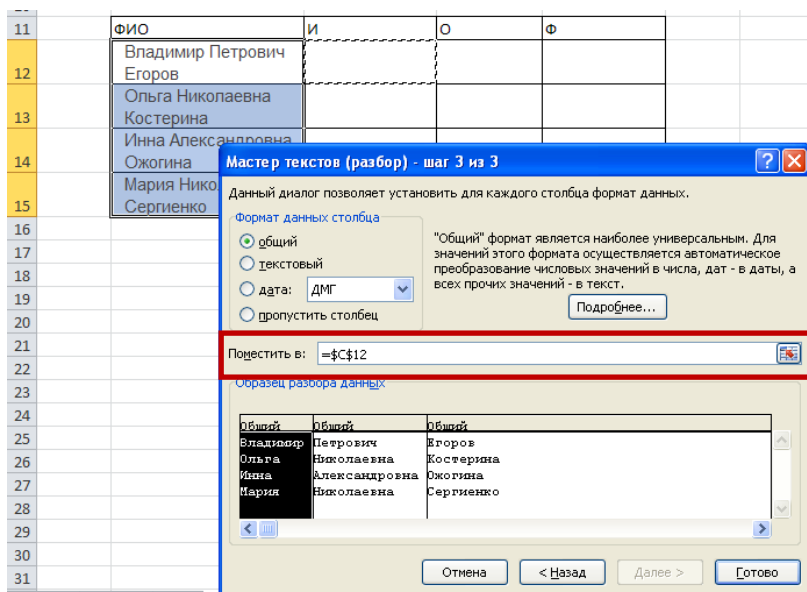 11 ФИО И О Ф
Владимир Петрович
12 Егоров
Ольга Николаевна
13 Костерина
Инна Александровна
14 Ожогина
Мария Нико
15 Сергиенко
16
17
18
19
20
21
22
23
24
25
26
27
28
29
30
31
Мастер текстов (разбор) - шаг 3 из 3
Данный диалог позволяет установить для каждого столбца формат данных.
Формат данных столбца
общий
текстовый
дата: ДМГ
пропустить столбец
"Общий" формат является наиболее универсальным. Для
значений этого формата осуществляется автоматическое
преобразование числовых значений в числа, дат - в даты, а
всех прочих значений - в текст.
Подробнее...
Поместить в: =$C$12
Образец разбора данных
Общий Общий Общий
Владимир Петрович Егоров
Ольга Николаевна Костерина
Инна Александровна Ожогина
Мария Николаевна Сергиенко
Отмена < Назад Далее > Готово